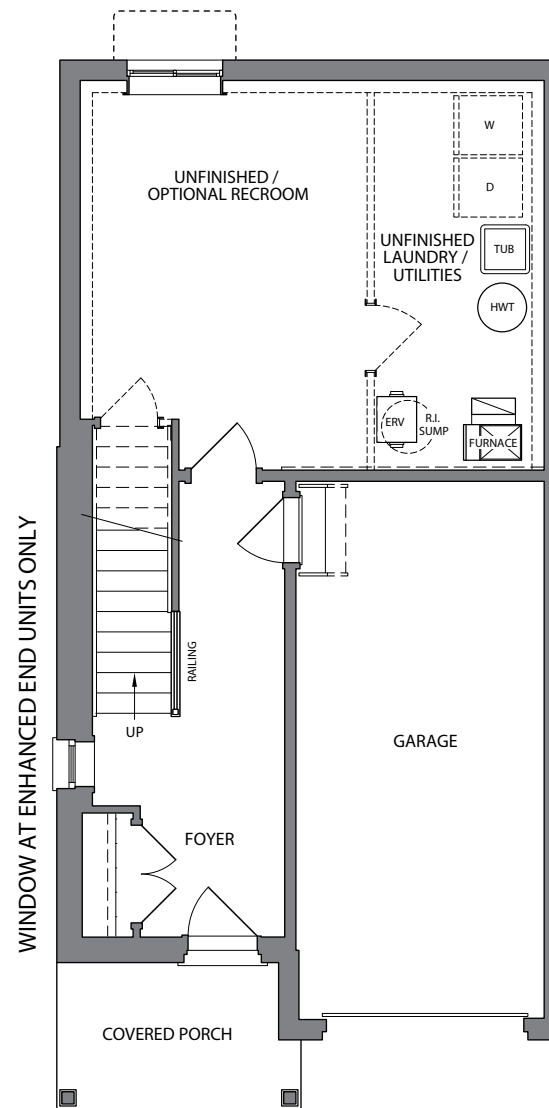 UNFINISHED /
OPTIONAL RECROOM
W
D
UNFINISHED
LAUNDRY /
UTILITIES
TUB
HWT
ERV
R.I.
SUMP
FURNACE
WINDOW AT ENHANCED END UNITS ONLY
RAILING
UP
GARAGE
FOYER
COVERED PORCH